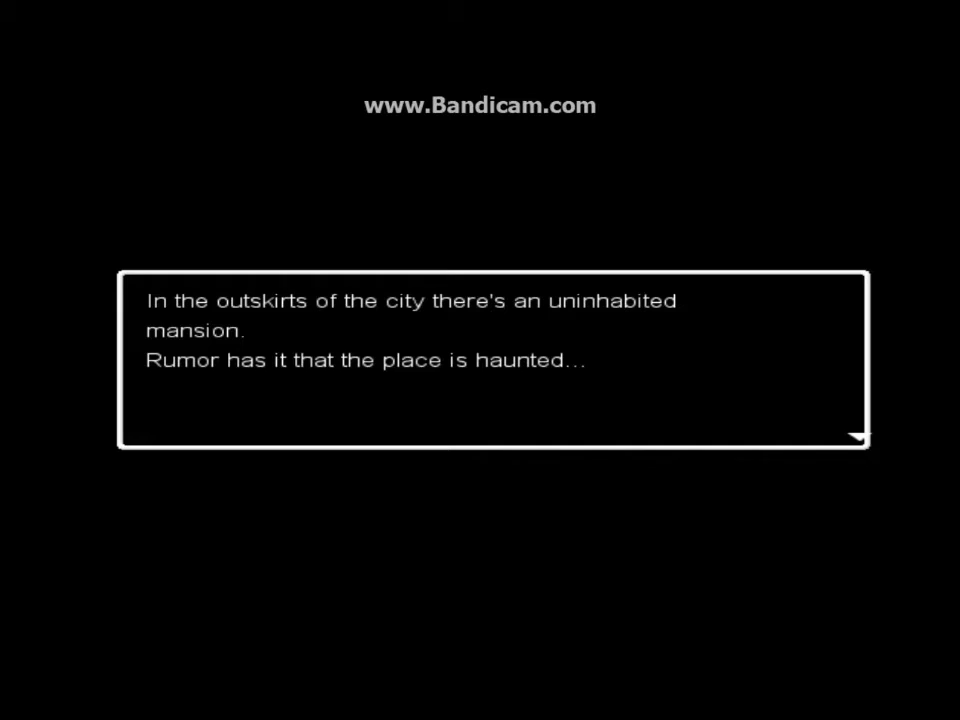 www.Bandicam.com
In the outskirts of the city there's an uninhabited
mansion.
Rumor has it that the place is haunted...